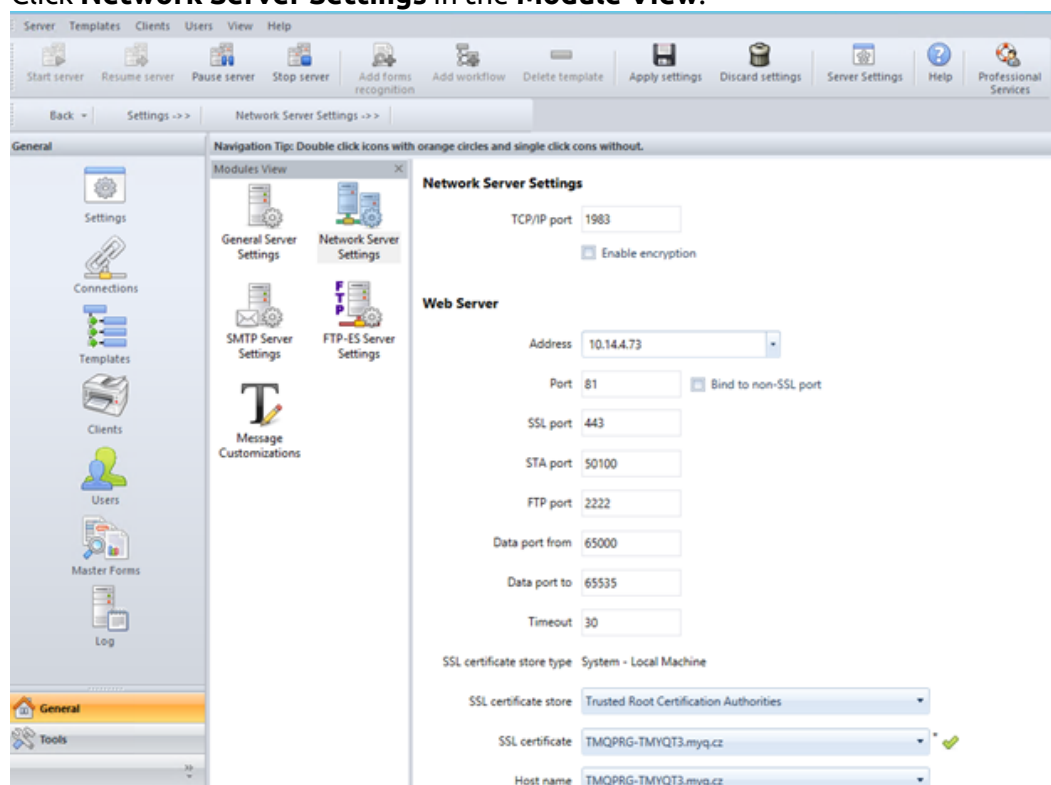 Click Network Server Settings in the Module View.
Server Templates Clients Users View Help
Start server Resume server Pause server Stop server Add forms recognition Add workflow Delete template Apply settings Discard settings Server Settings Help Professional Services
Back Settings ->> Network Server Settings ->>
General
Navigation Tip: Double click icons with orange circles and single click cons without.
Settings
Connections
Templates
Clients
Users
Master Forms
Log
General
Tools
Modules View
General Server Settings
Network Server Settings
SMTP Server Settings
FTP
FTP-ES Server Settings
Message Customizations
Network Server Settings
TCP/IP port 1983
Enable encryption
Web Server
Address 10.14.4.73
Port 81 Bind to non-SSL port
SSL port 443
STA port 50100
FTP port 2222
Data port from 65000
Data port to 65535
Timeout 30
SSL certificate store type System - Local Machine
SSL certificate store Trusted Root Certification Authorities
SSL certificate TMQPRG-TMYQT3.myq.cz *
Host name TMQPRG-TMYQT3.myq.cz